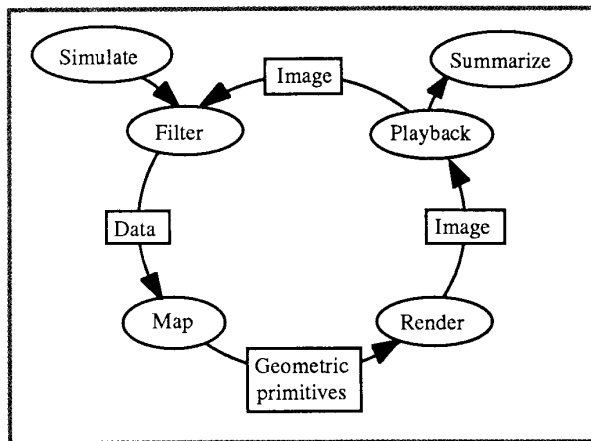 Simulate
Image
Summarize
Filter
Playback
Data
Image
Map
Render
Geometric
primitives